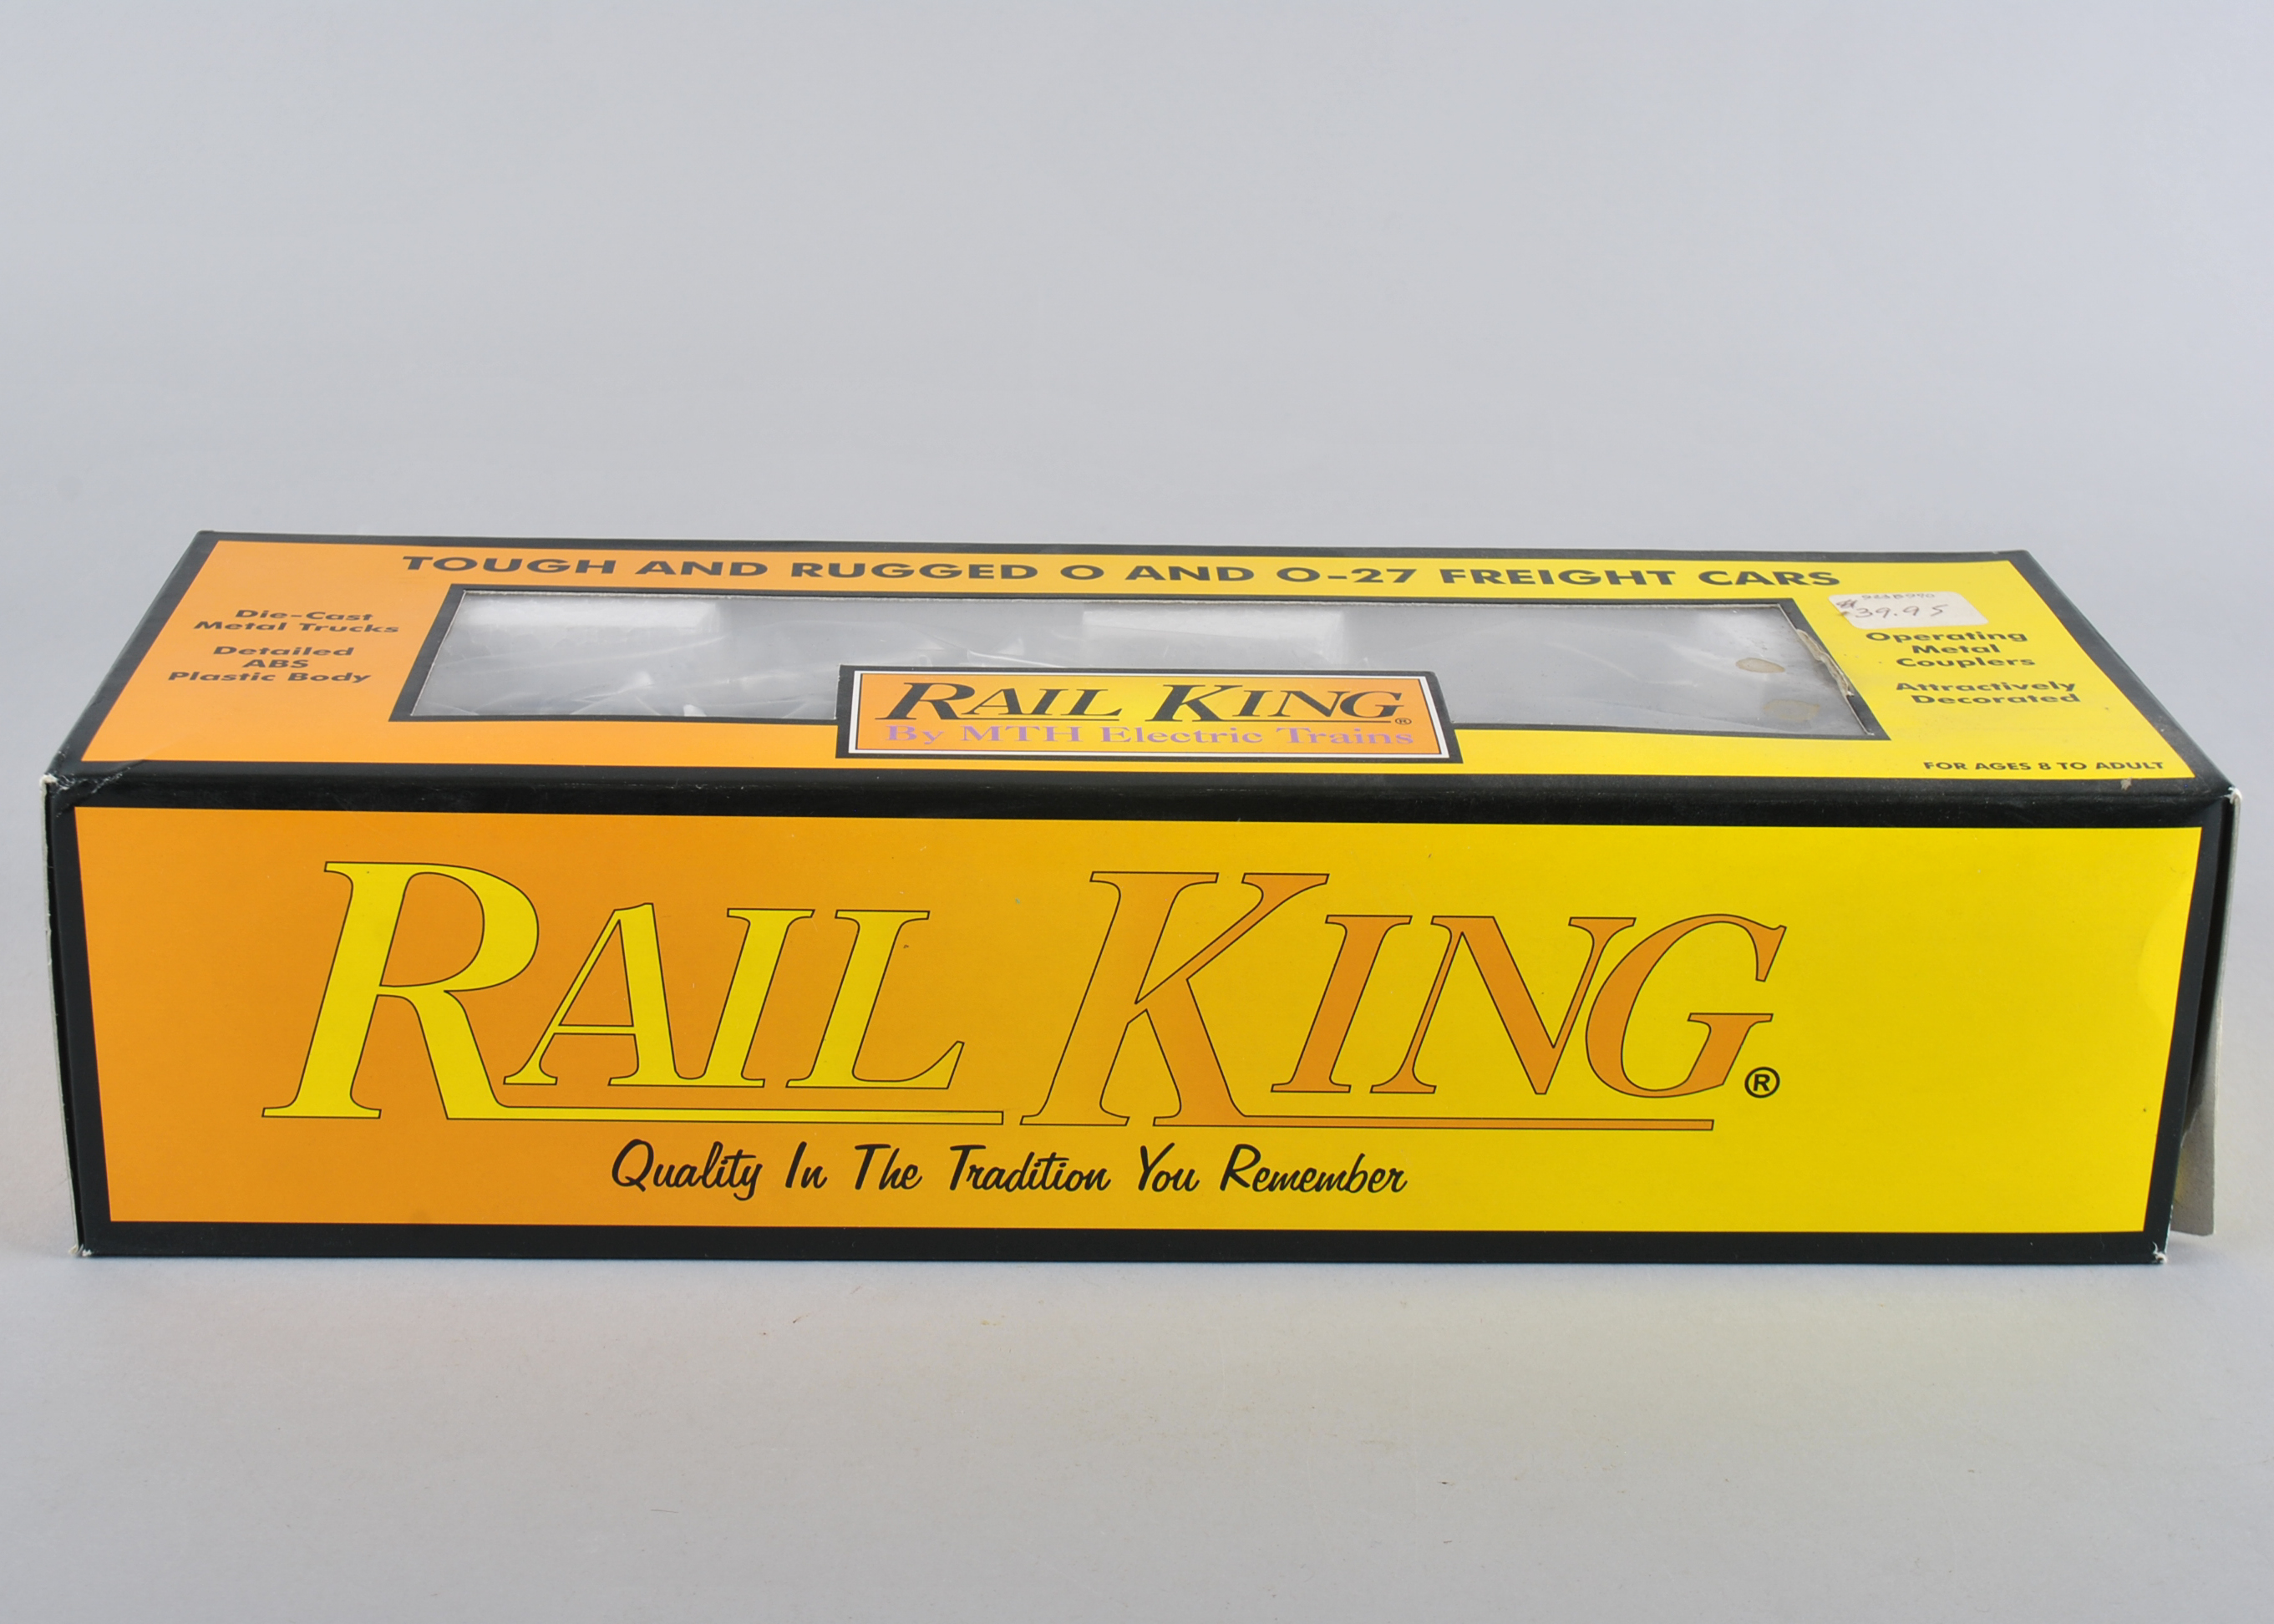 TOUGH AND RUGGED O AND O-27 FREIGHT CARS
Die-Cast
Metal Trucks
Detailed
ABS
Plastic Body
39.95
Operating
Metal
Couplers
Attractively
Decorated
RAIL KING®
By MTH Electric Trains
FOR AGES 8 TO ADULT
RAIL KING®
Quality In The Tradition You Remember